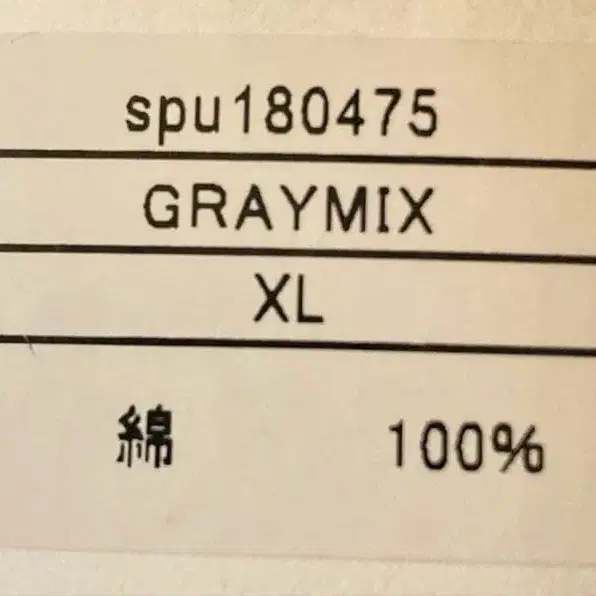 spu180475
GRAYMIX
XL
綿 100%